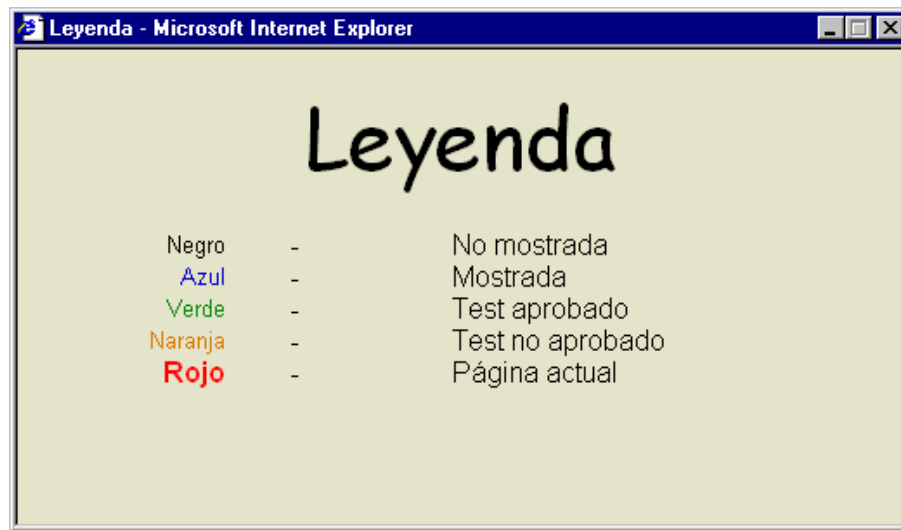 Leyenda - Microsoft Internet Explorer
Leyenda
Negro - No mostrada
Azul - Mostrada
Verde - Test aprobado
Naranja - Test no aprobado
Rojo - Página actual